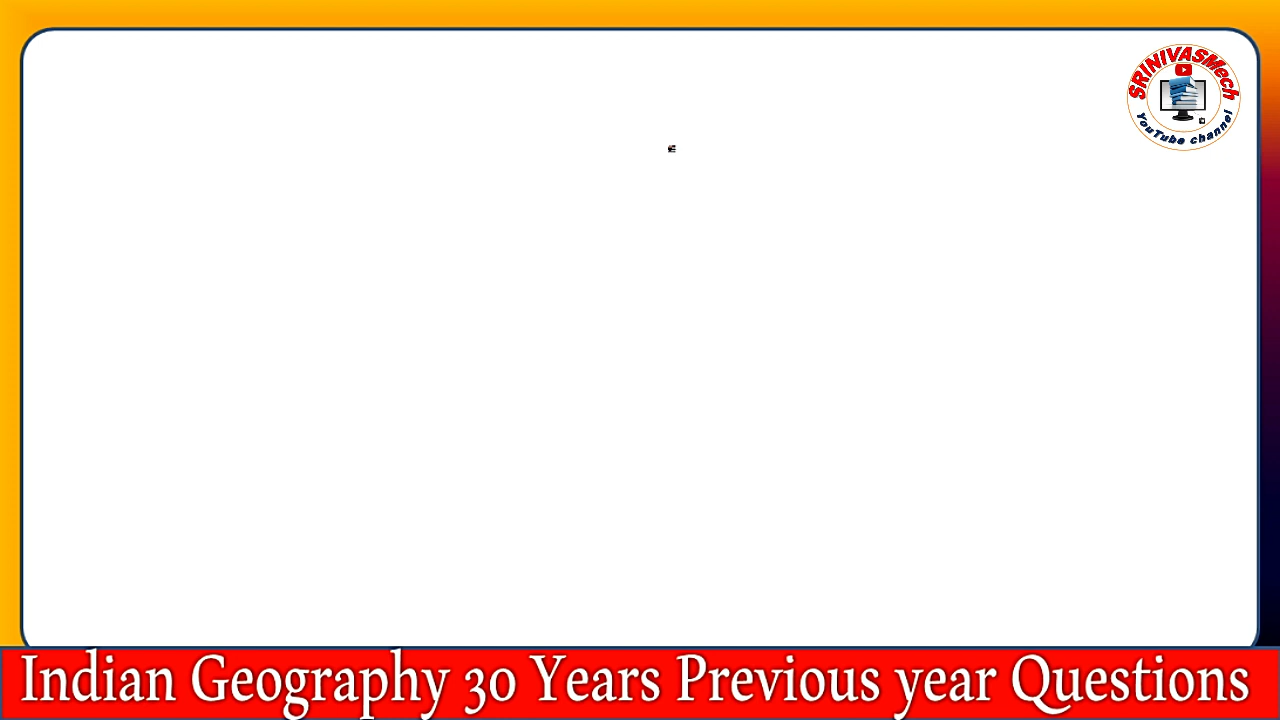 SRINIVASMech
YouTube channel
Indian Geography 30 Years Previous year Questions